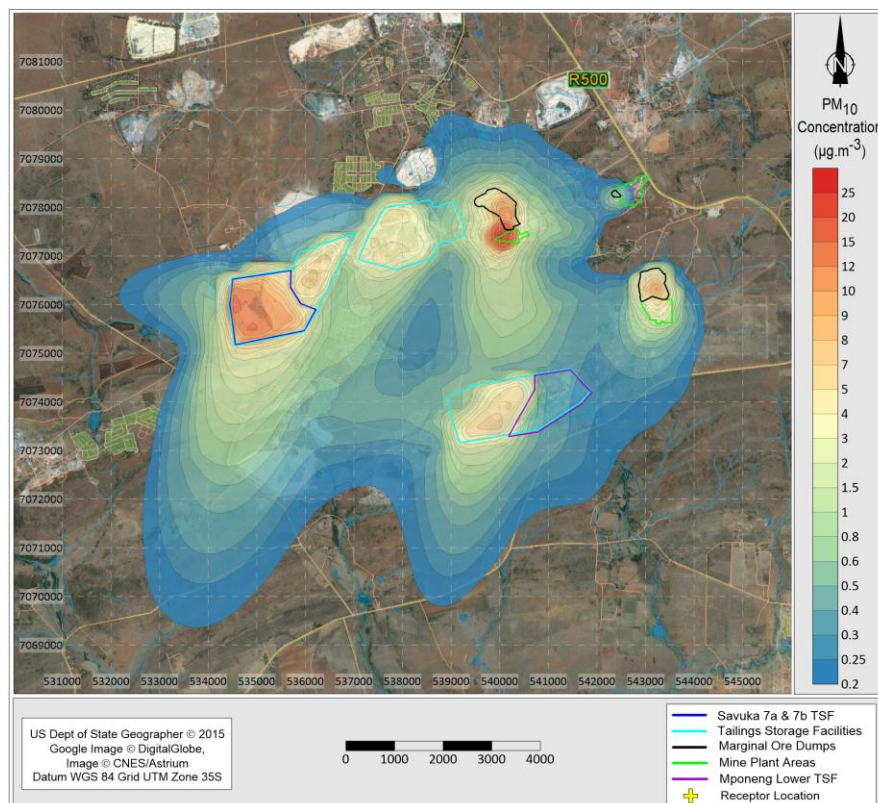 N
PM10
Concentration
(µg.m-3)
25
20
15
12
10
9
8
7
5
4
3
2
1.5
1
0.8
0.6
0.5
0.4
0.3
0.25
0.2
R500
7081000
7080000
7079000
7078000
7077000
7076000
7075000
7074000
7073000
7072000
7071000
7070000
7069000
531000 532000 533000 534000 535000 536000 537000 538000 539000 540000 541000 542000 543000 544000 545000
US Dept of State Geographer © 2015
Google Image © DigitalGlobe,
Image © CNES/Astrium
Datum WGS 84 Grid UTM Zone 35S
0 1000 2000 3000 4000
Savuka 7a & 7b TSF
Tailings Storage Facilities
Marginal Ore Dumps
Mine Plant Areas
Mponeng Lower TSF
Receptor Location